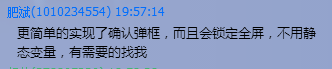 肥斌(1010234554) 19:57:14
更简单的实现了确认弹框，而且会锁定全屏，不用静
态变量，有需要的找我